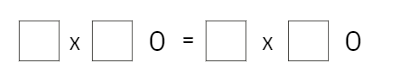 □ x □ 0 = □ x □ 0